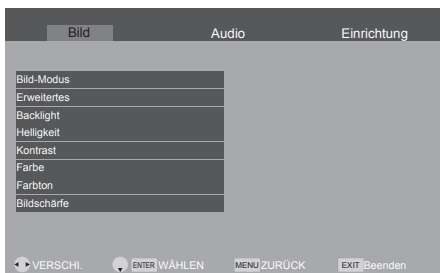 Bild Audio Einrichtung
Bild-Modus
Erweitertes
Backlight
Helligkeit
Kontrast
Farbe
Farbton
Bildschärfe
VERSCHI. ENTER WÄHLEN MENU ZURÜCK EXIT Beenden